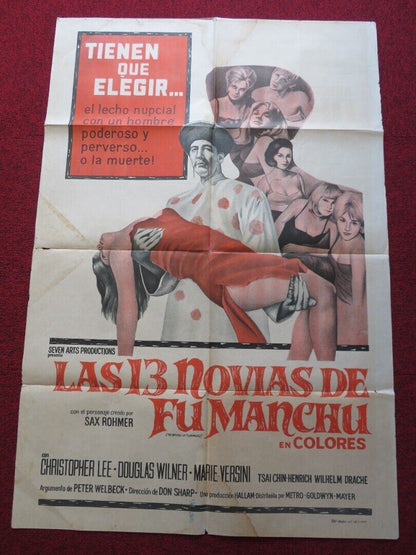 TIENEN
QUE
ELEGIR...
el lecho nupcial
con un hombre
poderoso y
perverso...
o la muerte!
SEVEN ARTS PRODUCTIONS
presenta
LAS 13 NOVIAS DE
FU MANCHU
con el personaje creado por
SAX ROHMER
EN COLORES
con
CHRISTOPHER LEE - DOUGLAS WILNER - MARIE VERSINI
TSAI CHIN-HENRICH WILHELM DRACHE
Argumento de PETER WELBECK - Dirección de DON SHARP - Una producción HALLAM Distribuída por METRO-GOLDWYN-MAYER